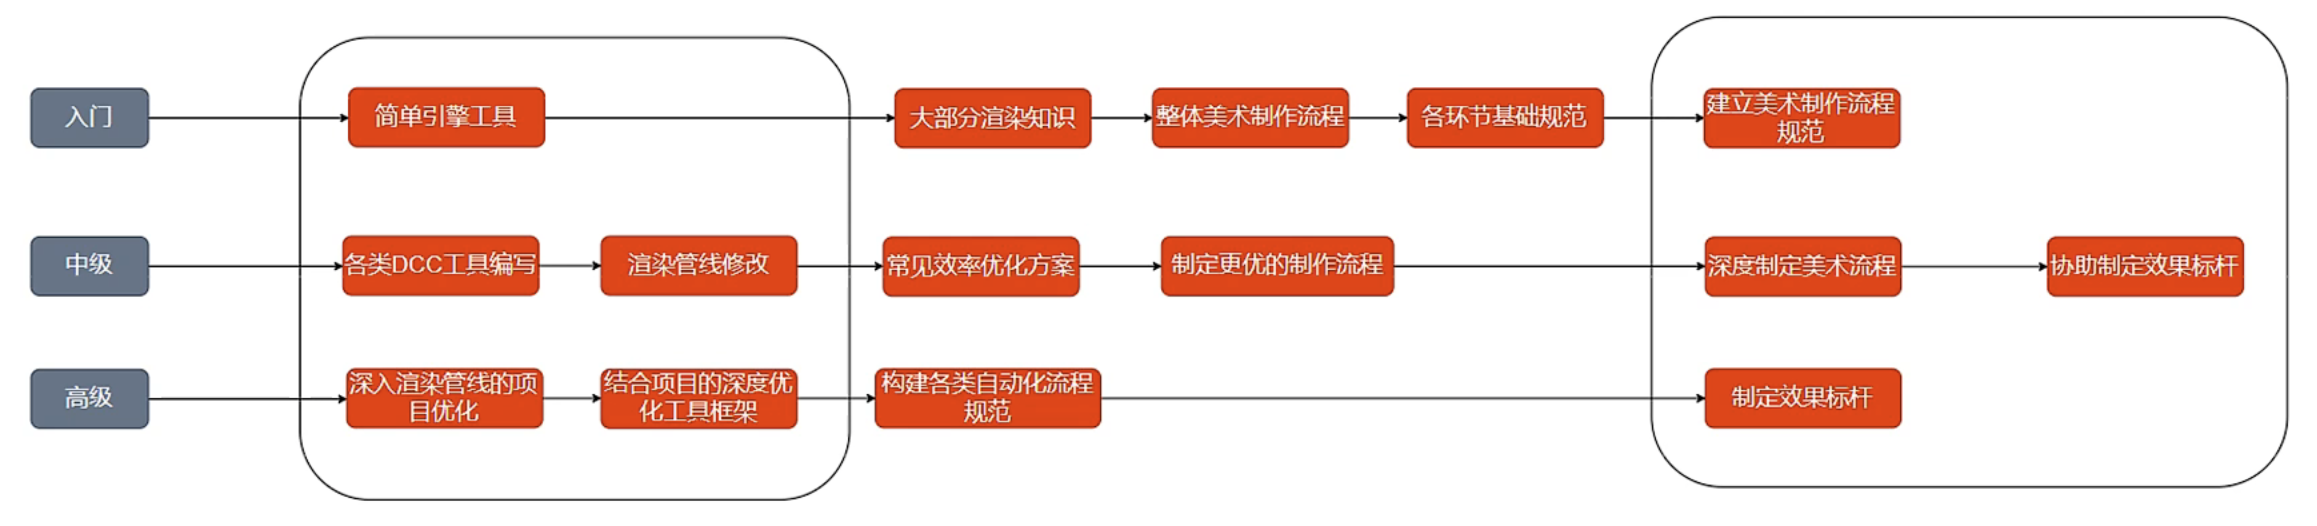 入门
简单引擎工具
大部分渲染知识
整体美术制作流程
各环节基础规范
建立美术制作流程
规范
中级
各类DCC工具编写
渲染管线修改
常见效率优化方案
制定更优的制作流程
深度制定美术流程
协助制定效果标杆
高级
深入渲染管线的项
目优化
结合项目的深度优
化工具框架
构建各类自动化流程
规范
制定效果标杆